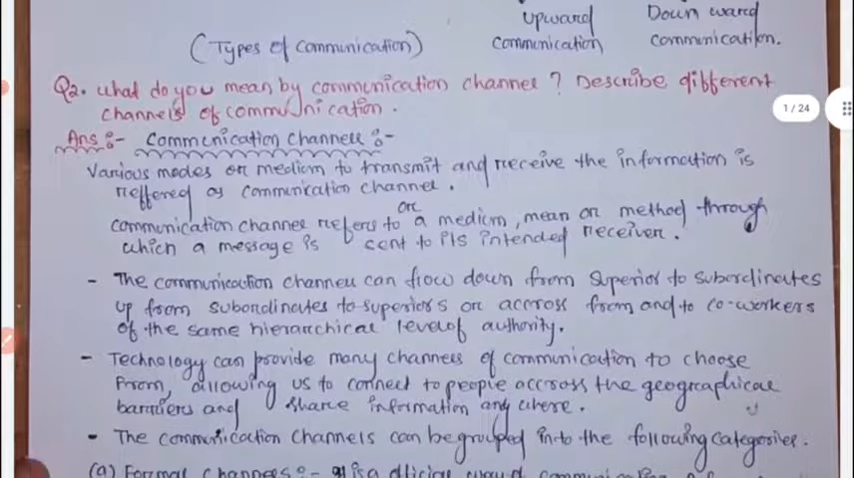 upward Down ward
(Types of communication) communication communication.
Q2. what do you mean by communication channel ? Describe different
channels of communication.
1 / 24
Ans :- Communication channel :-
Various modes or medium to transmit and receive the information is
reffered as communication channel.
or
communication channel refers to a medium, mean or method through
which a message is sent to its intended receiver.
- The communication channel can flow down from superior to subordinates
up from subordinates to superiors or accross from and to co-workers
of the same hierarchical level of authority.
- Technology can provide many channels of communication to choose
from, allowing us to connect to people accross the geographical
barriers and share information any where.
- The communication channels can be grouped into the following categories.
(a) Formal channels :- It is a official way of